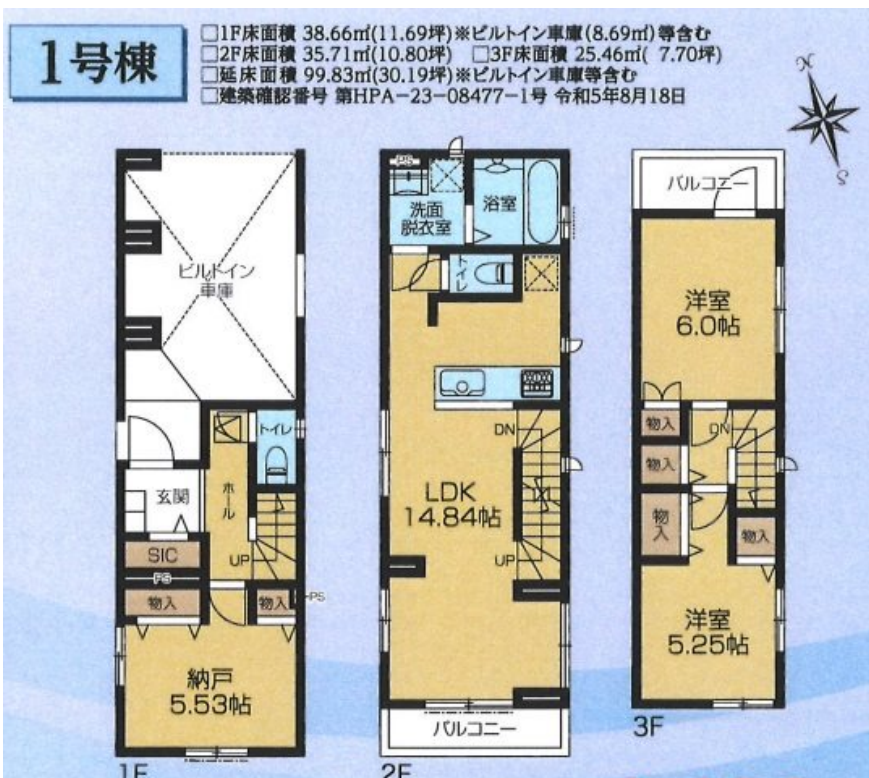 1号棟
□1F床面積 38.66㎡(11.69坪)※ビルトイン車庫(8.69㎡)等含む
□2F床面積 35.71㎡(10.80坪) □3F床面積 25.46㎡( 7.70坪)
□延床面積 99.83㎡(30.19坪)※ビルトイン車庫等含む
□建築確認番号 第HPA-23-08477-1号 令和5年8月18日
N
S
ビルトイン
車庫
トイレ
玄関
ホール
SIC
UP
PS
物入
物入
PS
納戸
5.53帖
1F
PS
洗面
脱衣室
浴室
トイレ
DN
LDK
14.84帖
UP
バルコニー
2F
バルコニー
洋室
6.0帖
物入
DN
物入
物入
物入
洋室
5.25帖
3F